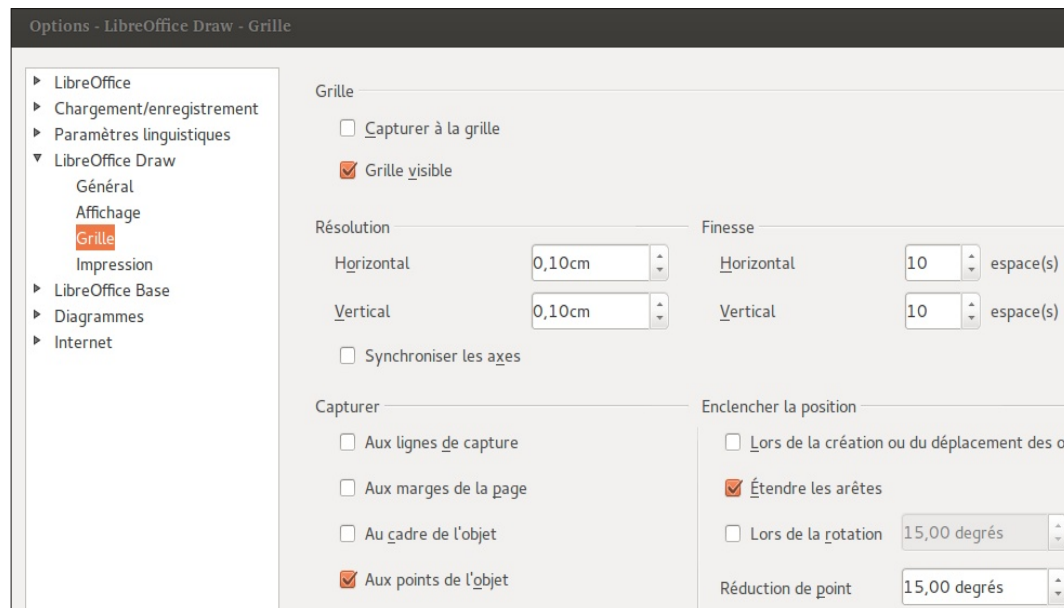 Options - LibreOffice Draw - Grille
LibreOffice
Chargement/enregistrement
Paramètres linguistiques
LibreOffice Draw
Général
Affichage
Grille
Impression
LibreOffice Base
Diagrammes
Internet
Grille
Capturer à la grille
Grille visible
Résolution
Horizontal 0,10cm
Vertical 0,10cm
Synchroniser les axes
Finesse
Horizontal 10 espace(s)
Vertical 10 espace(s)
Capturer
Aux lignes de capture
Aux marges de la page
Au cadre de l'objet
Aux points de l'objet
Enclencher la position
Lors de la création ou du déplacement des o
Étendre les arêtes
Lors de la rotation 15,00 degrés
Réduction de point 15,00 degrés